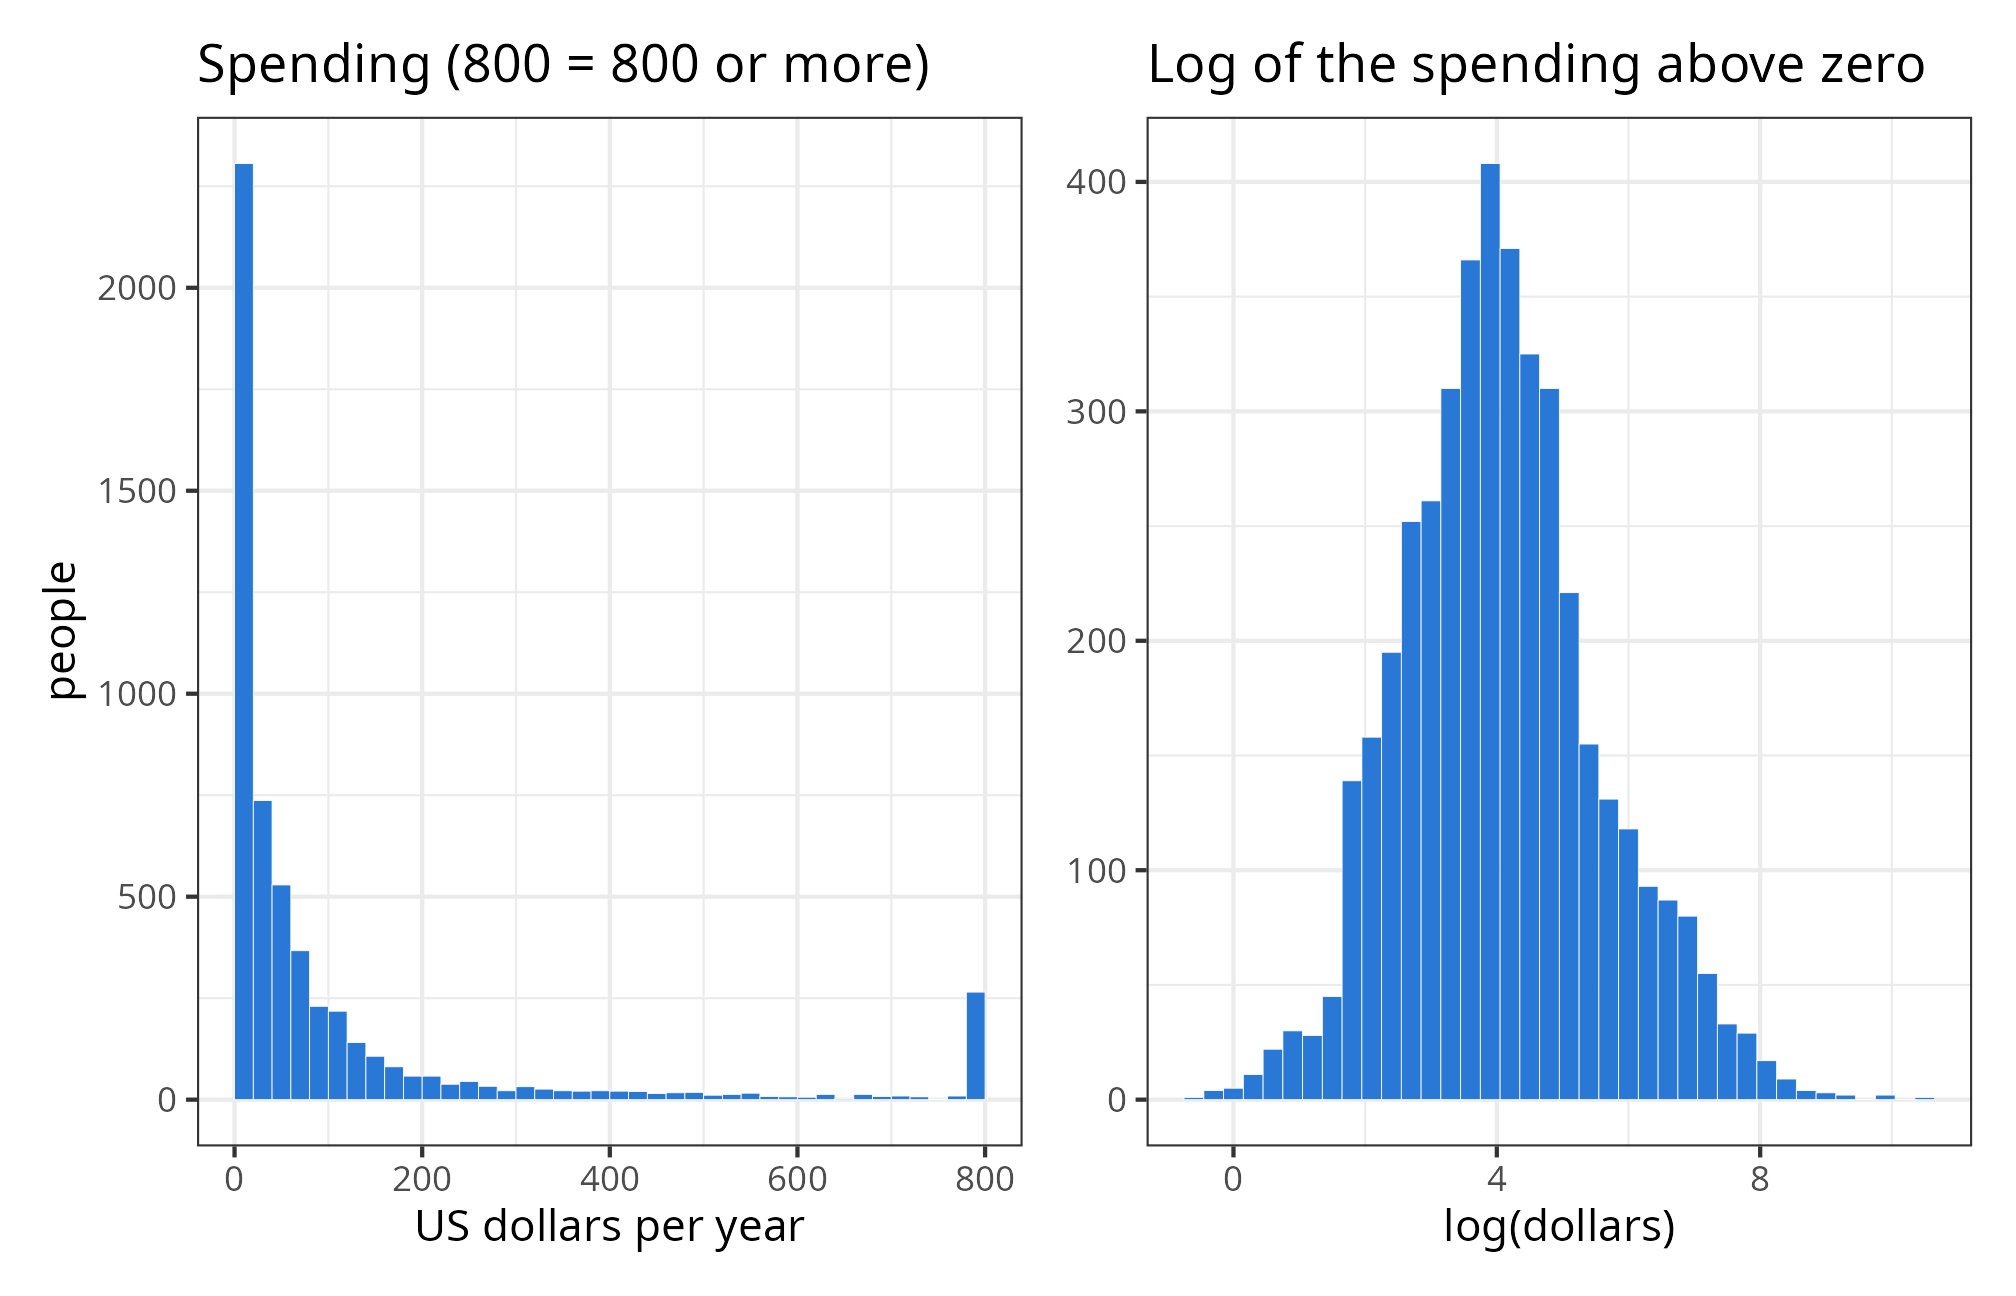 Spending (800 = 800 or more)
people
2000
1500
1000
500
0
0 200 400 600 800
US dollars per year
Log of the spending above zero
400
300
200
100
0
0 4 8
log(dollars)